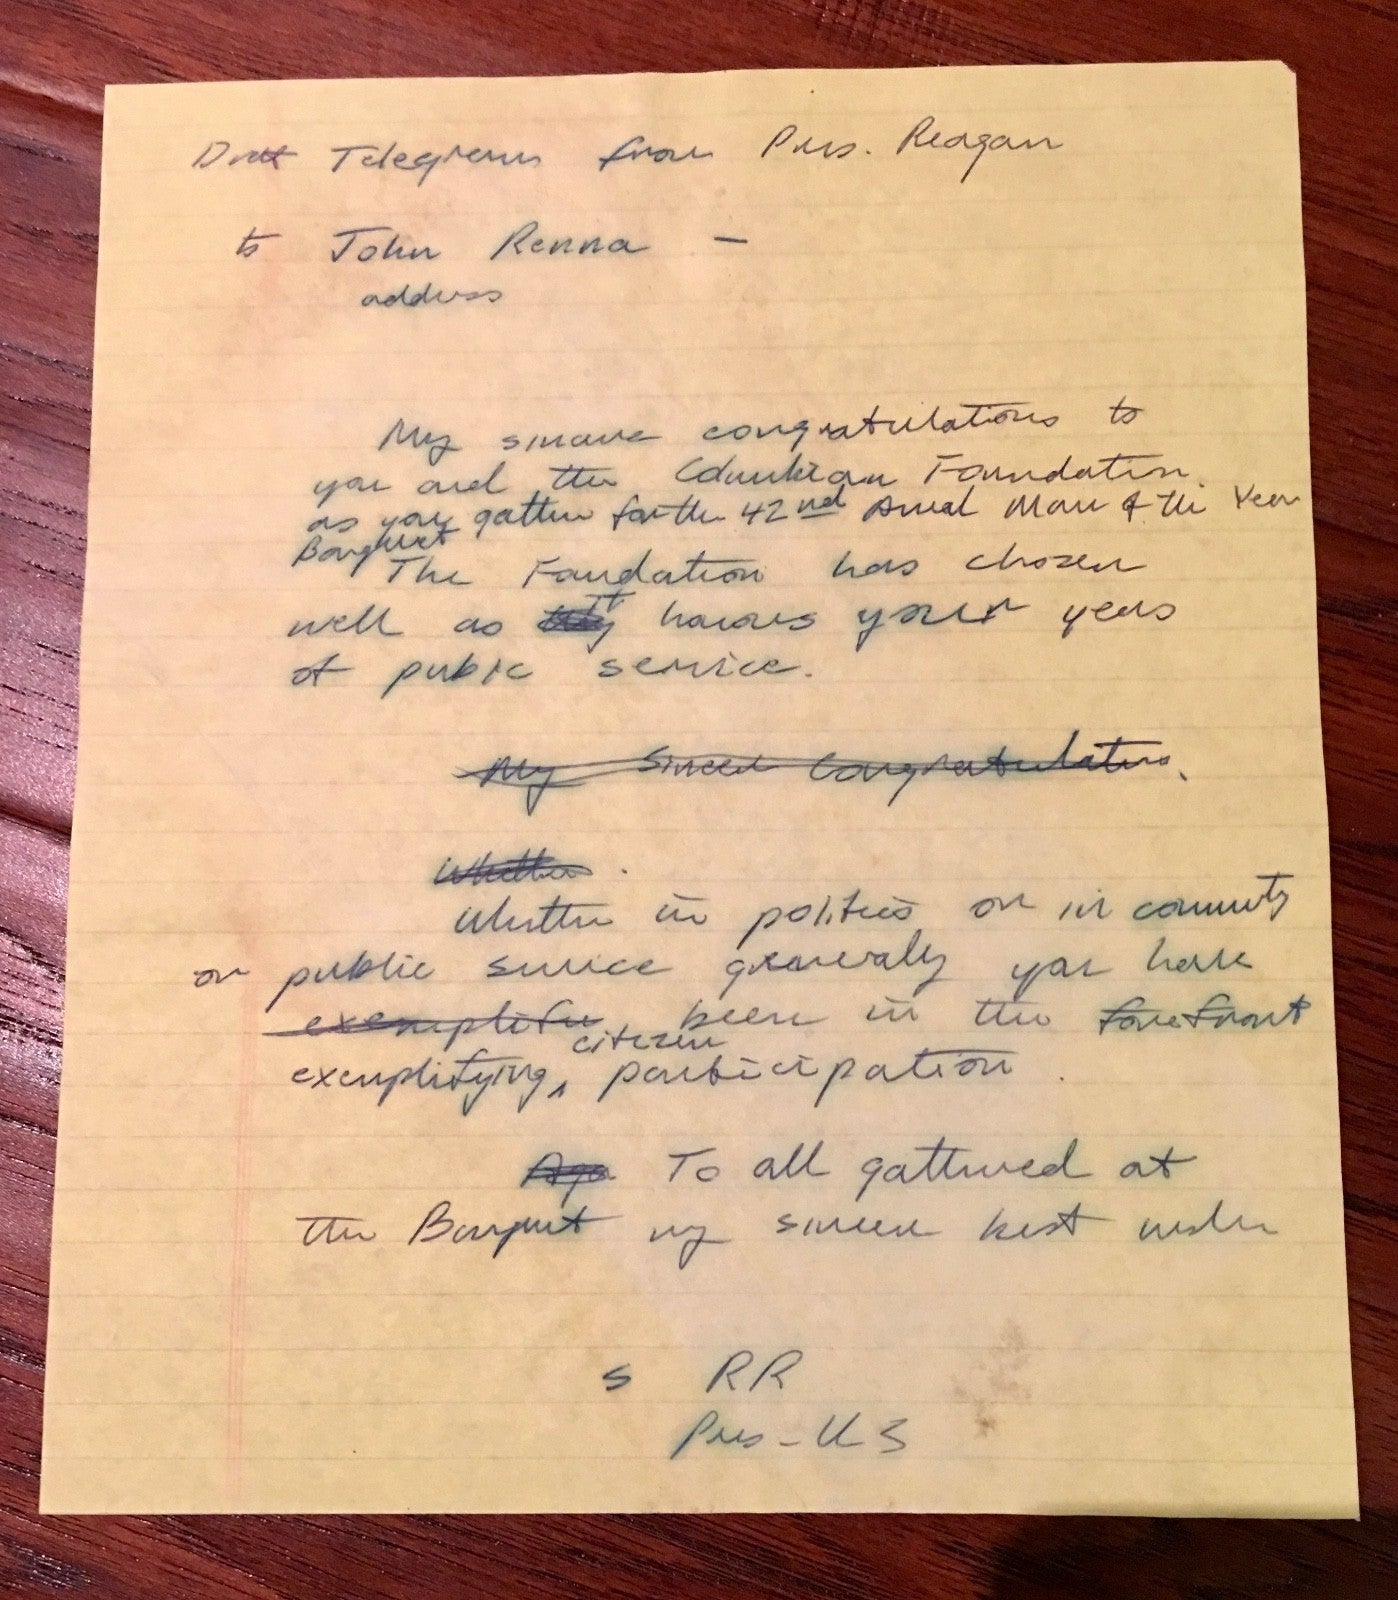 Draft Telegram from Pres. Reagan
to John Renna -
address
My sincere congratulations to
you and the Columbian Foundation
as you gather for the 42nd Annual Man of the Year
Banquet
The Foundation has chosen
well as it honors your years
of public service.
My Sincere Congratulations.
Whether.
Whether in politics or in community
or public service generally you have
exemplified been in the forefront
citizen
exemplifying participation.
Aga To all gathered at
the Banquet my sincere best wishes
s RR
Pres - U S